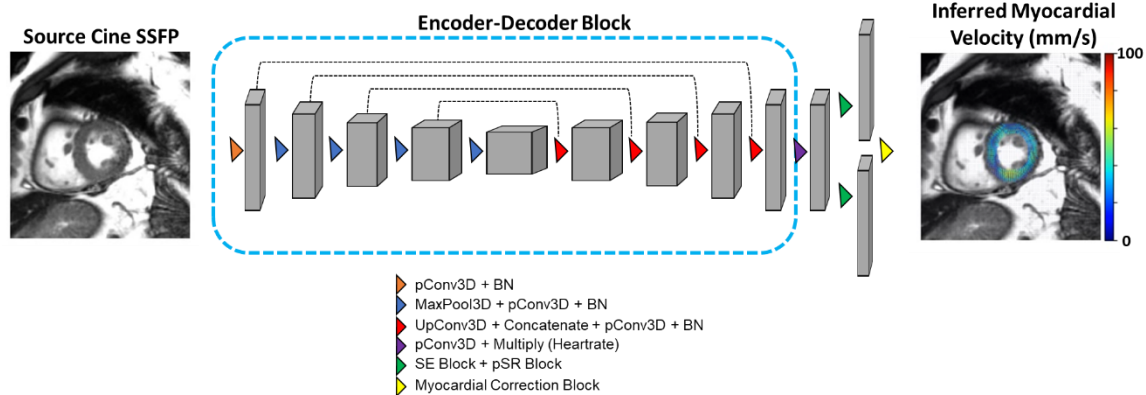 Source Cine SSFP
Encoder-Decoder Block
Inferred Myocardial
Velocity (mm/s)
100
0
pConv3D + BN
MaxPool3D + pConv3D + BN
UpConv3D + Concatenate + pConv3D + BN
pConv3D + Multiply (Heartrate)
SE Block + pSR Block
Myocardial Correction Block